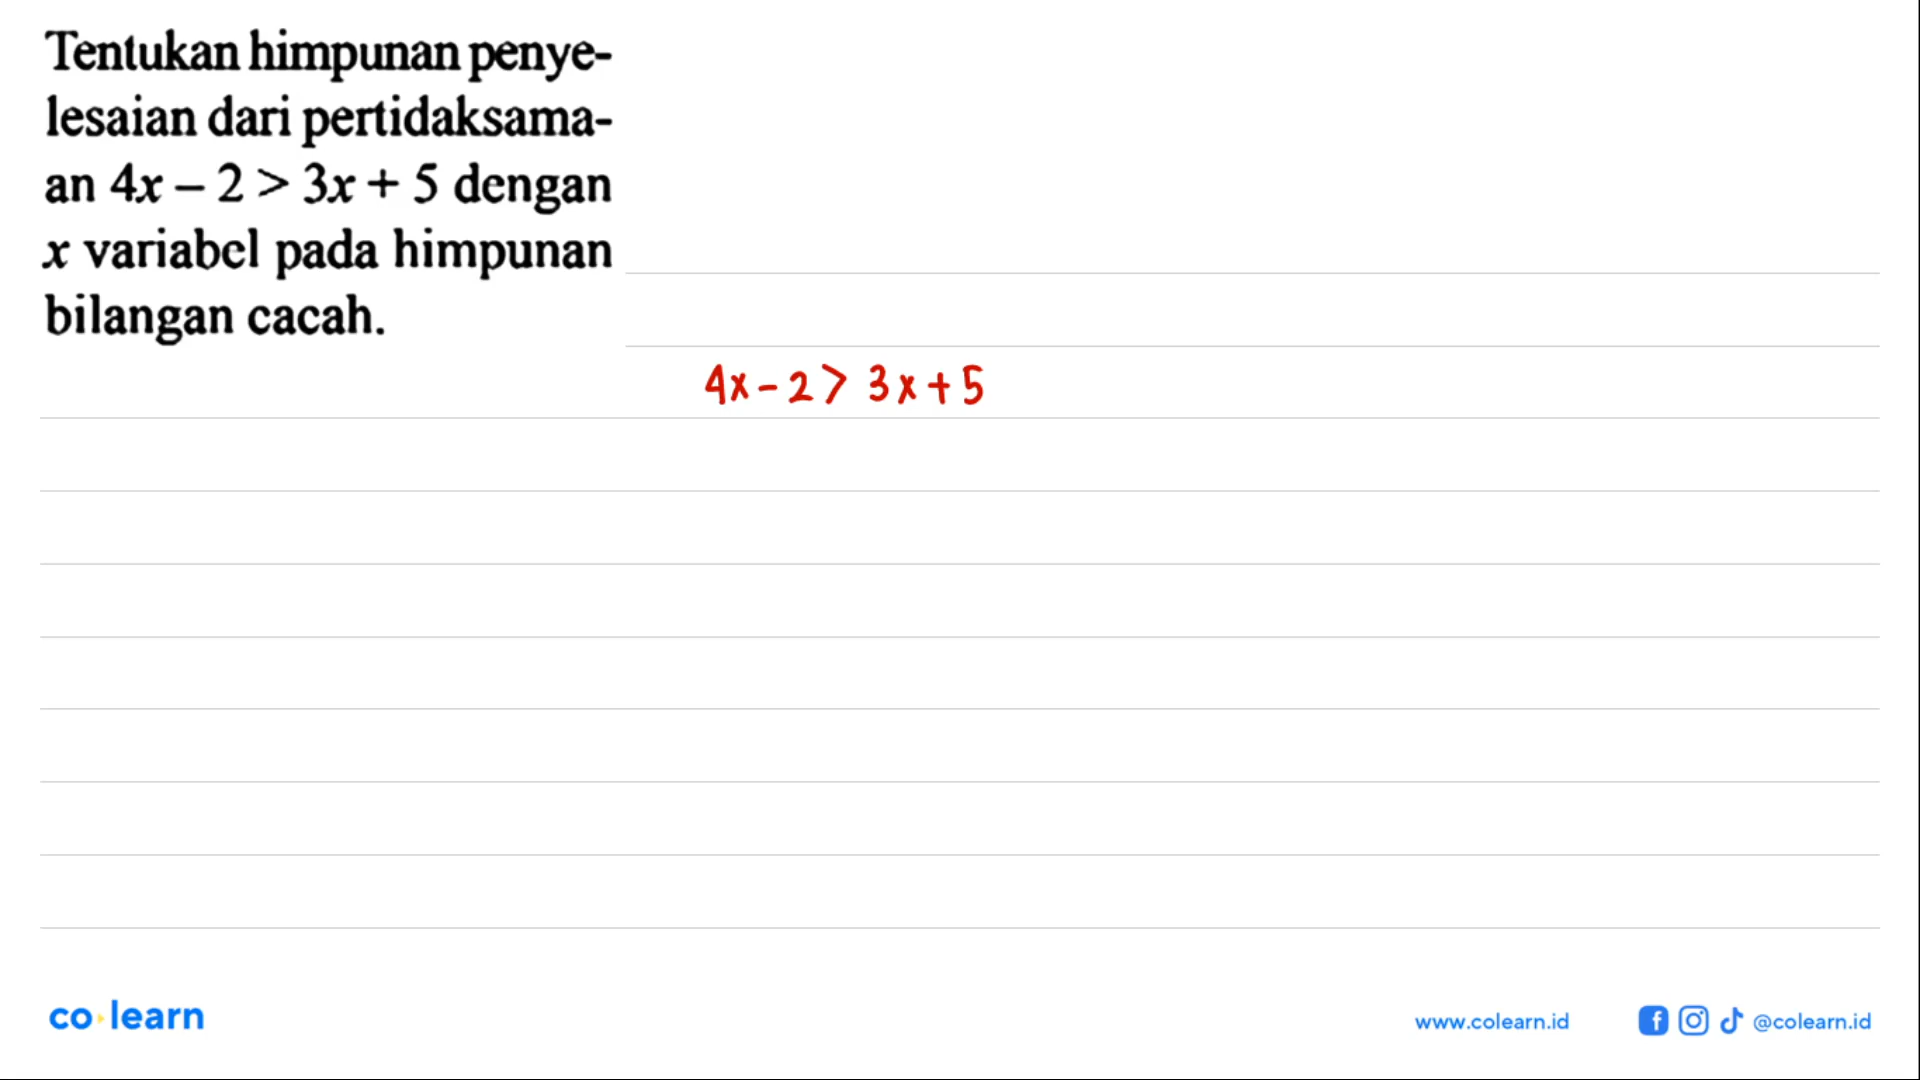 Tentukan himpunan penye-
lesaian dari pertidaksama-
an 4x – 2 > 3x + 5 dengan
x variabel pada himpunan
bilangan cacah.
4x - 2 > 3x + 5
co learn
www.colearn.id
@colearn.id